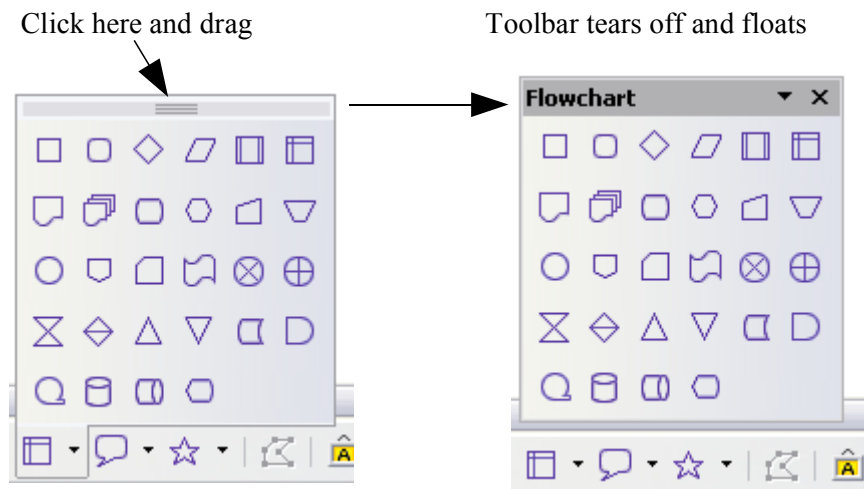 Click here and drag
Toolbar tears off and floats
Flowchart
A
A